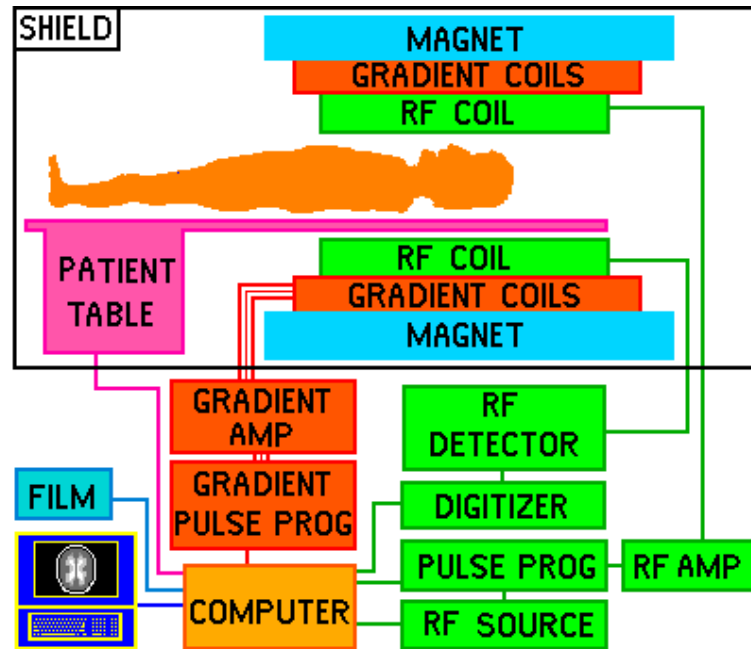 SHIELD
MAGNET
GRADIENT COILS
RF COIL
PATIENT
TABLE
RF COIL
GRADIENT COILS
MAGNET
GRADIENT
AMP
RF
DETECTOR
FILM
GRADIENT
PULSE PROG
DIGITIZER
COMPUTER
PULSE PROG
RF AMP
RF SOURCE